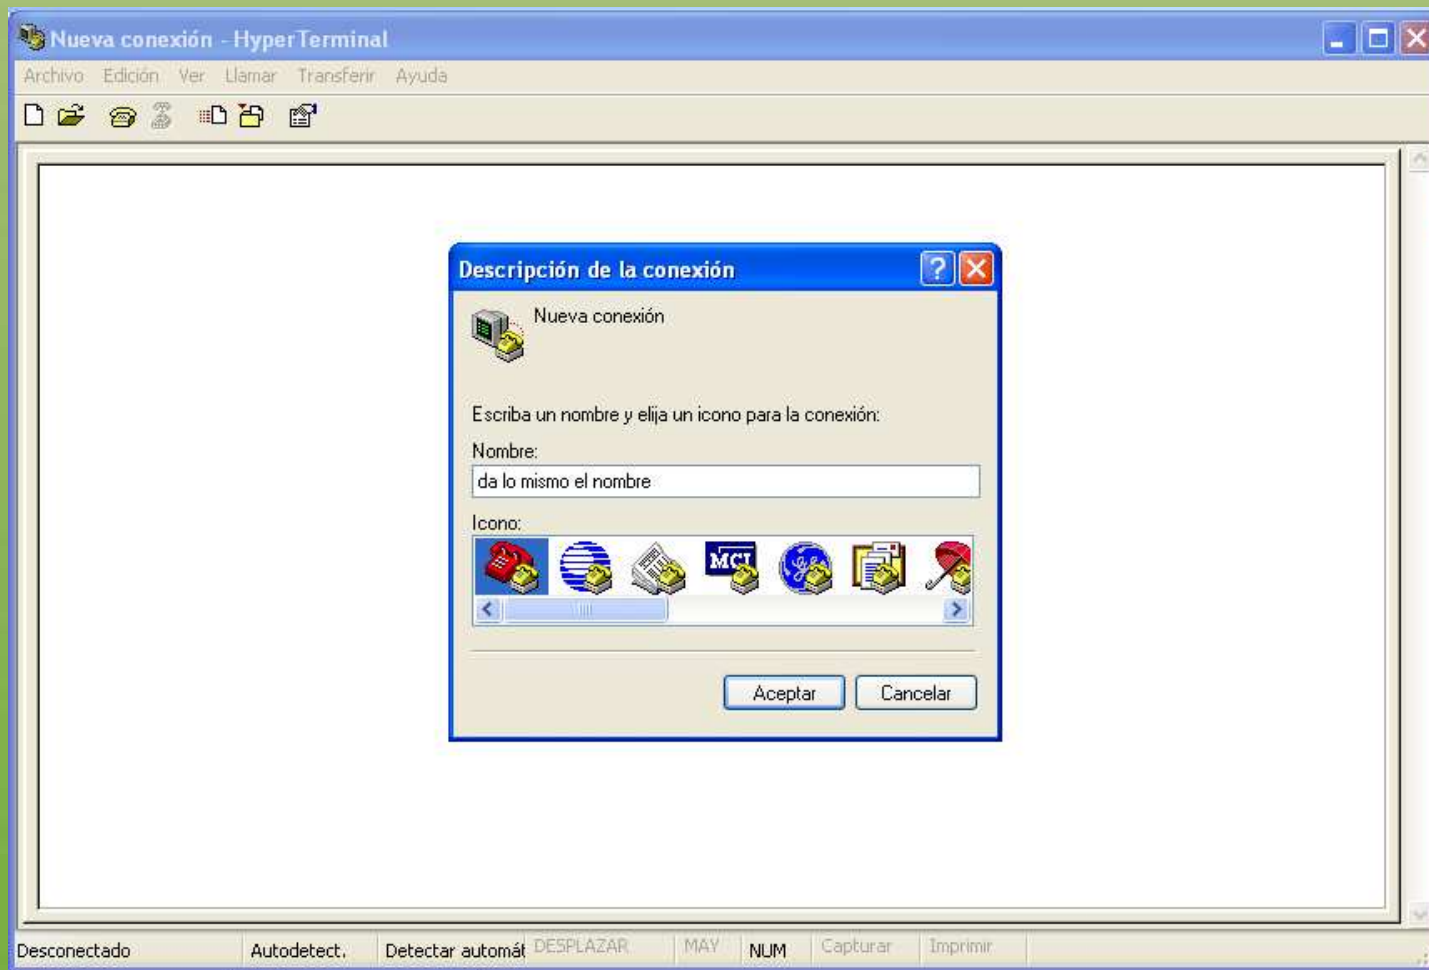 Nueva conexión - HyperTerminal
Archivo Edición Ver Llamar Transferir Ayuda
Descripción de la conexión
Nueva conexión
Escriba un nombre y elija un icono para la conexión:
Nombre:
da lo mismo el nombre
Icono:
MCI
Aceptar Cancelar
Desconectado Autodetect. Detectar automát DESPLAZAR MAY NUM Capturar Imprimir